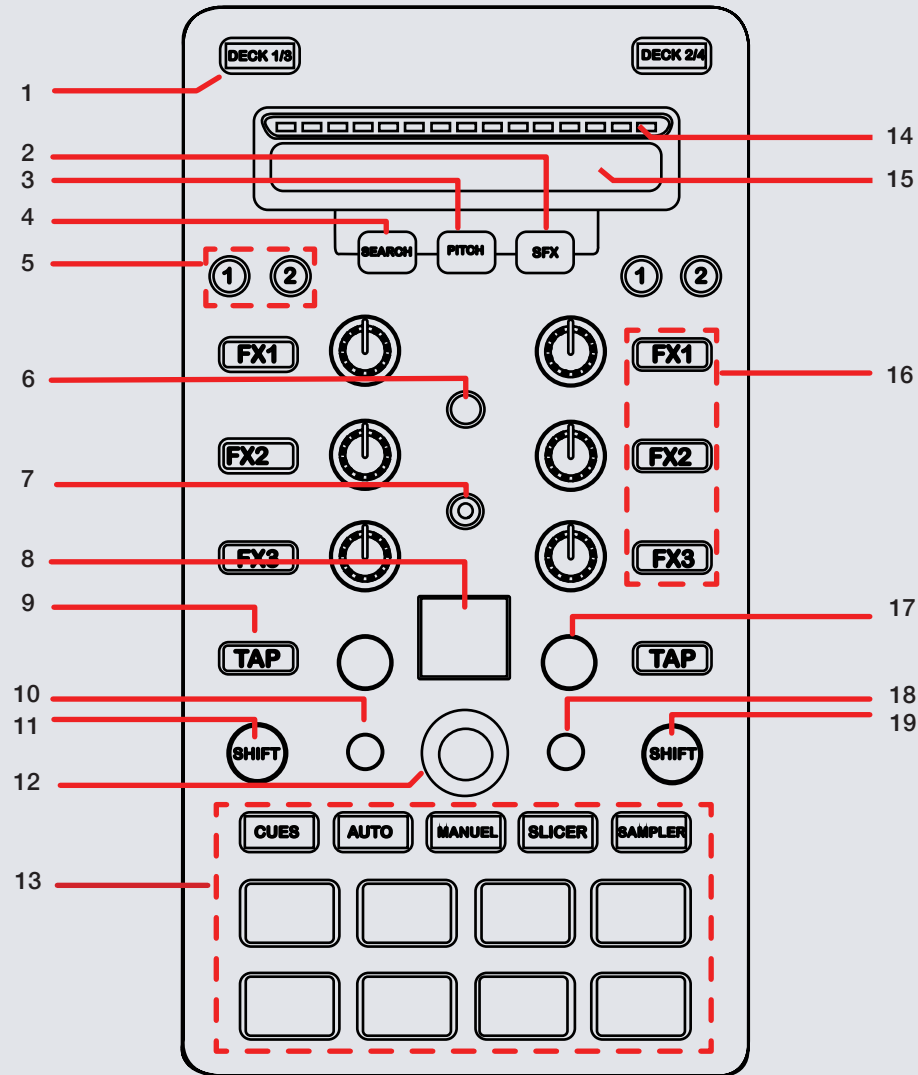 DECK 1/3 DECK 2/4
1
2 14
3 15
4 SEARCH PITCH SFX
5 1 2 1 2
FX1 FX1
6 16
FX2 FX2
7
8 FX3 FX3
9 17
TAP TAP
10 18
11 19
SHIFT SHIFT
12
CUES AUTO MANUEL SLICER SAMPLER
13